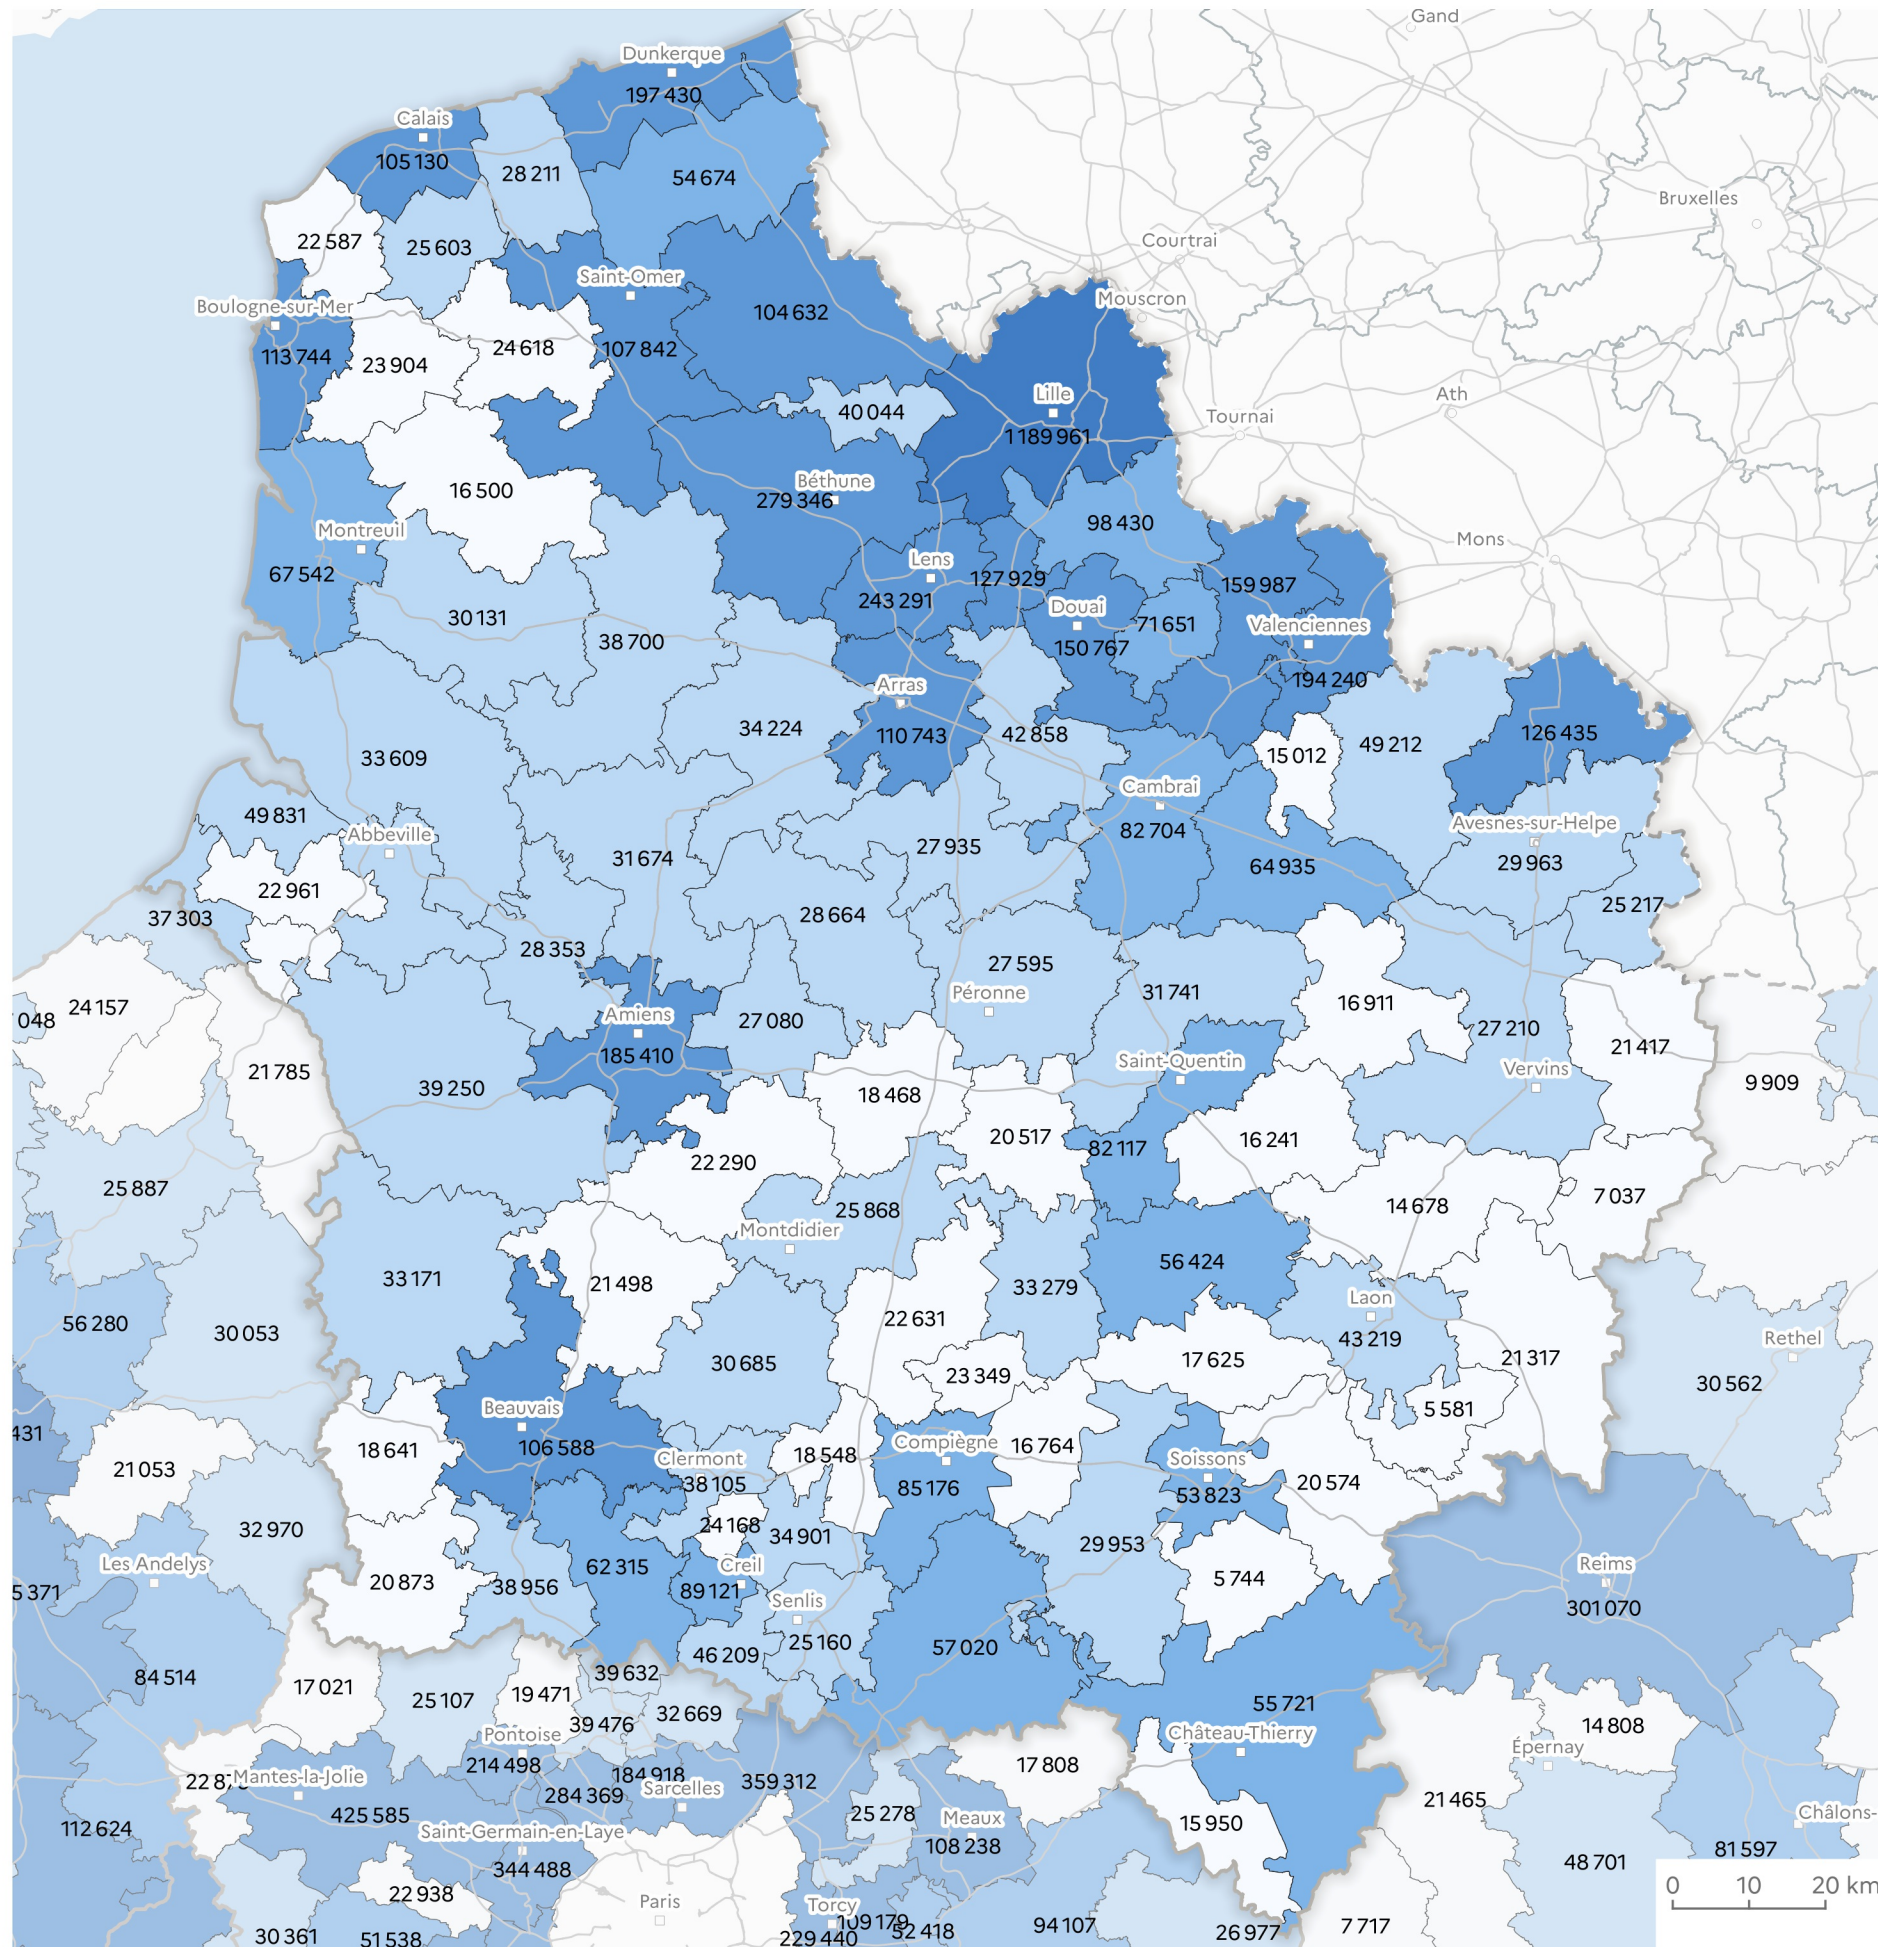 Gand
Dunkerque
197 430
Calais
105 130
28 211
54 674
Bruxelles
22 587
25 603
Courtrai
Saint-Omer
Mouscron
Boulogne-sur-Mer
104 632
113 744
23 904
24 618
107 842
Lille
Ath
40 044
Tournai
1 189 961
Béthune
16 500
279 346
98 430
Montreuil
Mons
Lens
67 542
127 929
159 987
243 291
Douai
30 131
71 651
Valenciennes
38 700
150 767
194 240
Arras
34 224
110 743
42 858
126 435
49 212
15 012
33 609
Cambrai
49 831
Abbeville
82 704
Avesnes-sur-Helpe
31 674
27 935
64 935
29 963
22 961
25 217
37 303
28 664
28 353
27 595
31 741
Péronne
16 911
24 157
Amiens
048
27 080
27 210
21 417
185 410
Saint-Quentin
21 785
Vervins
39 250
9 909
18 468
20 517
16 241
82 117
22 290
25 887
7 037
14 678
25 868
Montdidier
56 424
33 171
21 498
33 279
Laon
56 280
22 631
30 053
43 219
Rethel
30 685
17 625
21 317
23 349
30 562
Beauvais
5 581
431
Compiègne
16 764
106 588
18 641
18 548
Clermont
Soissons
21 053
38 105
20 574
85 176
53 823
24 168
32 970
34 901
29 953
Les Andelys
62 315
Creil
Reims
20 873
5 744
38 956
89 121
5 371
Senlis
301 070
25 160
57 020
46 209
39 632
84 514
17 021
19 471
25 107
55 721
32 669
39 476
14 808
Pontoise
Château-Thierry
Épernay
17 808
214 498
184 918
359 312
Mantes-la-Jolie
Sarcelles
284 369
21 465
425 585
25 278
Meaux
Châlons-
15 950
112 624
Saint-Germain-en-Laye
108 238
81 597
344 488
48 701
22 938
0 10 20 km
Paris
Torcy
109 179
94 107
7 717
52 418
26 977
30 361
229 440
51 538